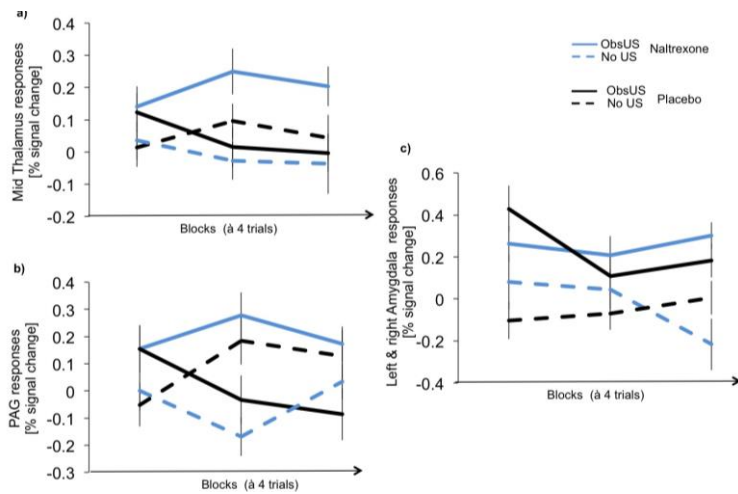 a)
0.4
0.3
0.2
0.1
0
-0.1
-0.2
Mid Thalamus responses
[% signal change]
Blocks (à 4 trials)
ObsUS
No US
Naltrexone
ObsUS
No US
Placebo
b)
0.4
0.3
0.2
0.1
0
-0.1
-0.2
-0.3
PAG responses
[% signal change]
Blocks (à 4 trials)
c)
0.6
0.4
0.2
0
-0.2
-0.4
Left & right Amygdala responses
[% signal change]
Blocks (à 4 trials)